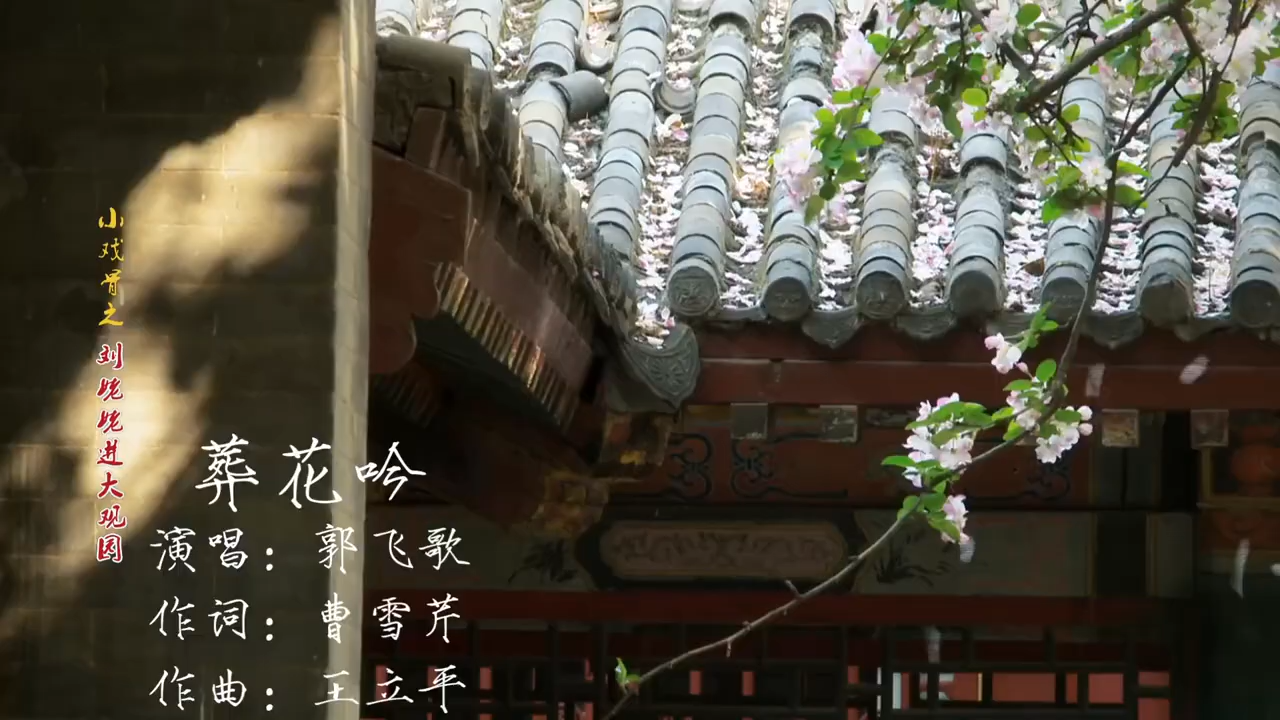 小戏骨之 刘姥姥进大观园
葬花吟
演唱：郭飞歌
作词：曹雪芹
作曲：王立平